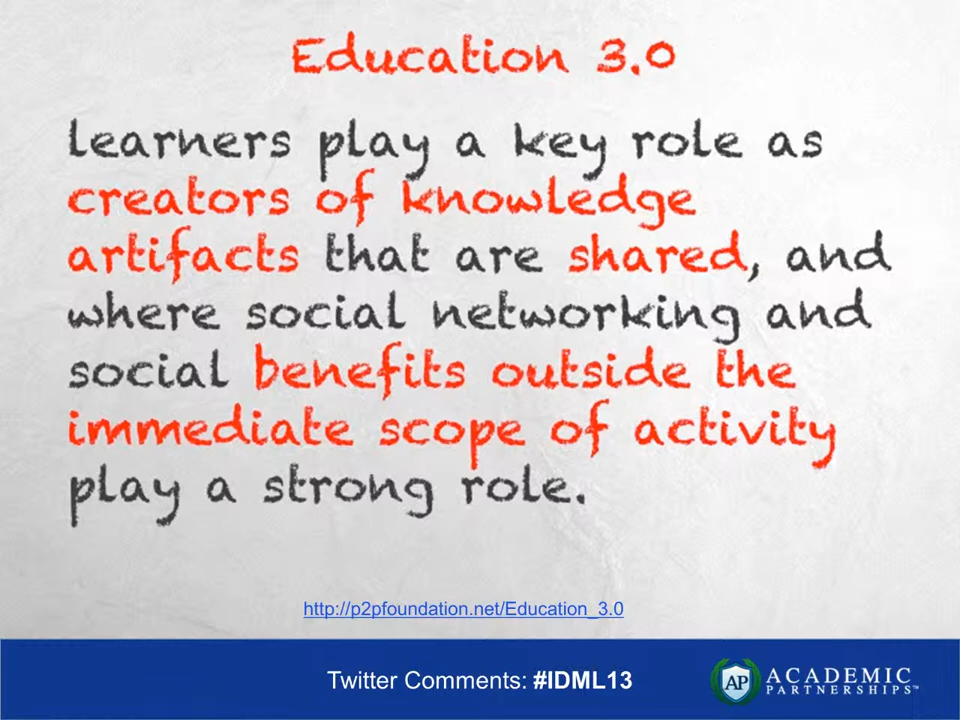 Education 3.0
learners play a key role as
creators of knowledge
artifacts that are shared, and
where social networking and
social benefits outside the
immediate scope of activity
play a strong role.
http://p2pfoundation.net/Education_3.0
Twitter Comments: #IDML13
AP ACADEMIC
PARTNERSHIPS™